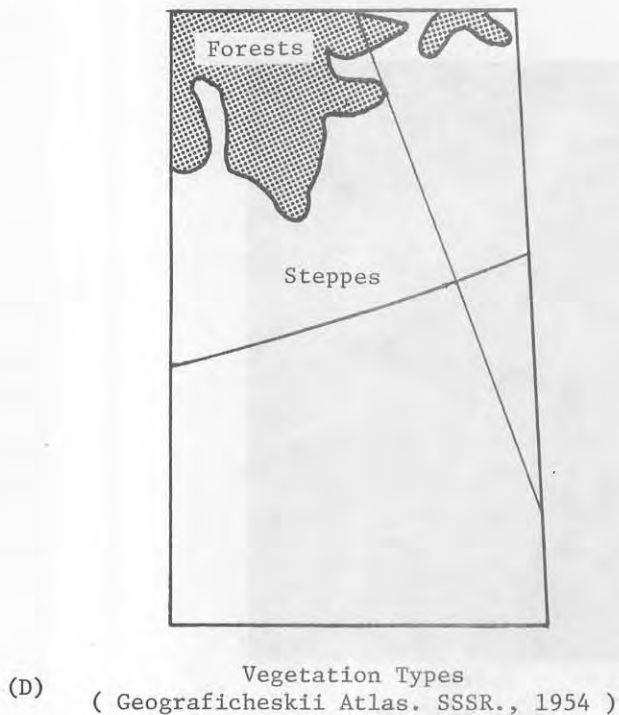 Forests
Steppes
Vegetation Types
(D) ( Geograficheskii Atlas. SSSR., 1954 )